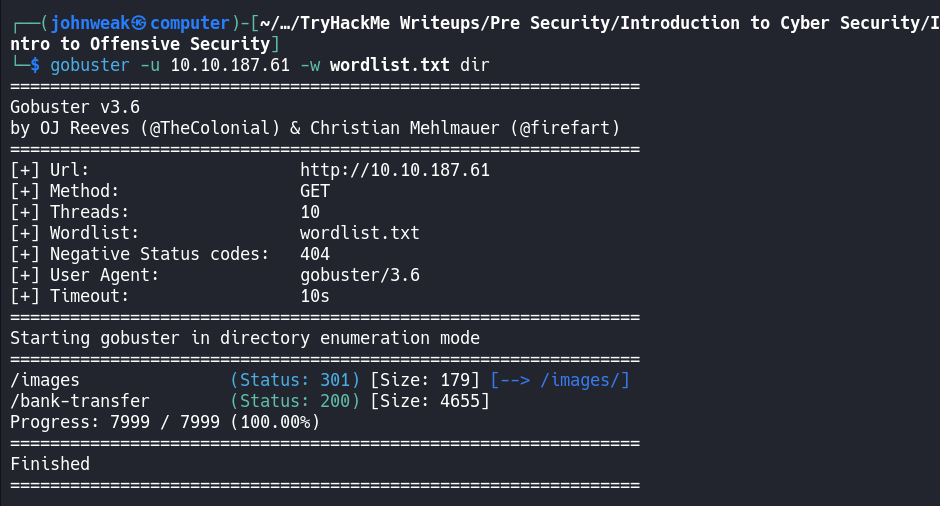 ┌──(johnweak㉿computer)-[~/…/TryHackMe Writeups/Pre Security/Introduction to Cyber Security/I
ntro to Offensive Security]
└─$ gobuster -u 10.10.187.61 -w wordlist.txt dir
===============================================================
Gobuster v3.6
by OJ Reeves (@TheColonial) & Christian Mehlmauer (@firefart)
===============================================================
[+] Url:                     http://10.10.187.61
[+] Method:                  GET
[+] Threads:                 10
[+] Wordlist:                wordlist.txt
[+] Negative Status codes:   404
[+] User Agent:              gobuster/3.6
[+] Timeout:                 10s
===============================================================
Starting gobuster in directory enumeration mode
===============================================================
/images               (Status: 301) [Size: 179] [--> /images/]
/bank-transfer        (Status: 200) [Size: 4655]
Progress: 7999 / 7999 (100.00%)
===============================================================
Finished
===============================================================